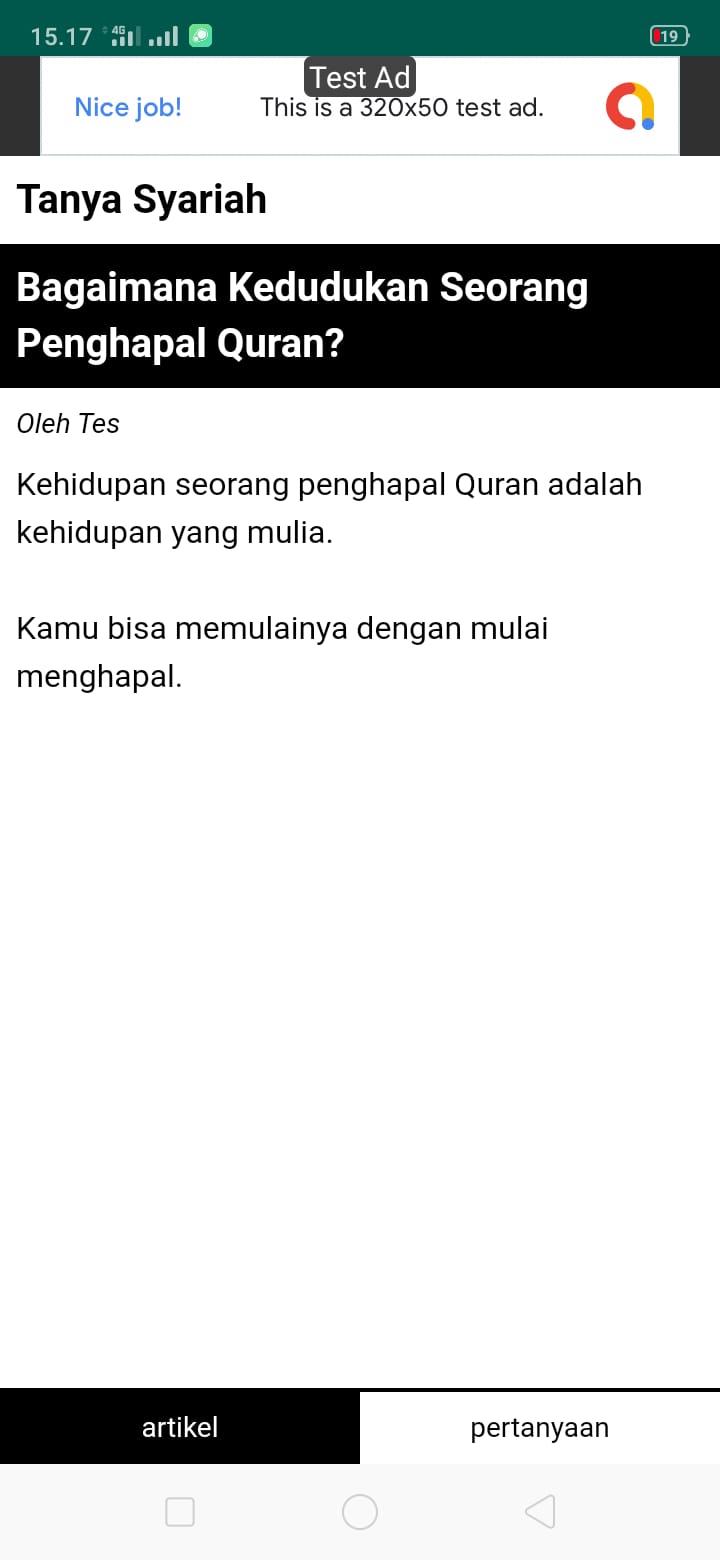 15.17 4G 19
Test Ad
Nice job! This is a 320x50 test ad.
Tanya Syariah
Bagaimana Kedudukan Seorang
Penghapal Quran?
Oleh Tes
Kehidupan seorang penghapal Quran adalah
kehidupan yang mulia.
Kamu bisa memulainya dengan mulai
menghapal.
artikel pertanyaan